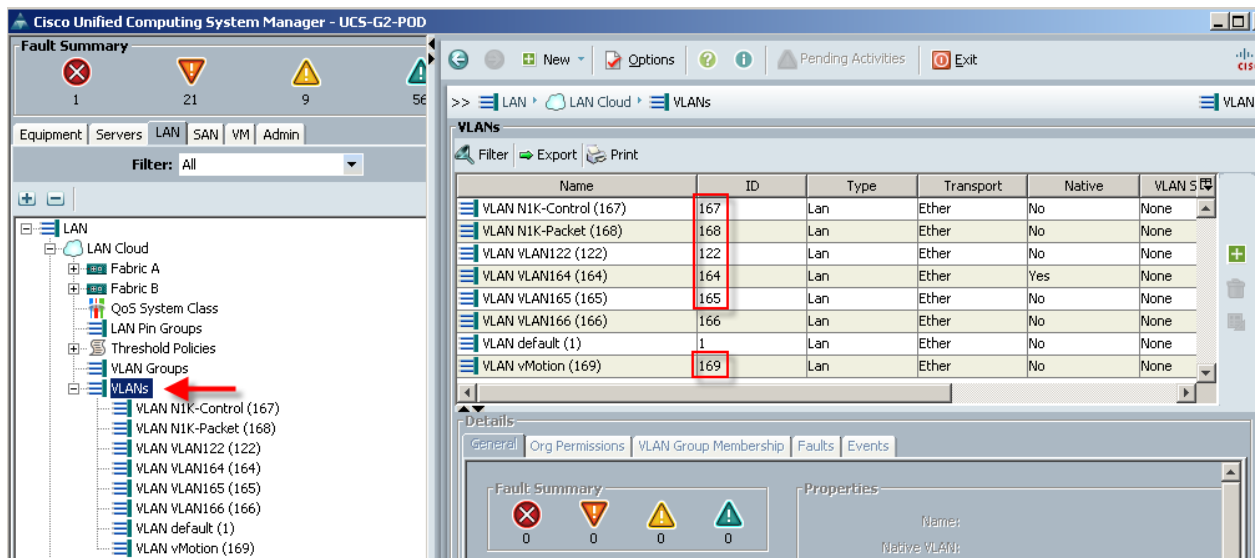 Cisco Unified Computing System Manager - UCS-G2-POD
Fault Summary
1 21 9 56
Equipment Servers LAN SAN VM Admin
Filter: All
LAN
LAN Cloud
Fabric A
Fabric B
QoS System Class
LAN Pin Groups
Threshold Policies
VLAN Groups
VLANs
VLAN N1K-Control (167)
VLAN N1K-Packet (168)
VLAN VLAN122 (122)
VLAN VLAN164 (164)
VLAN VLAN165 (165)
VLAN VLAN166 (166)
VLAN default (1)
VLAN vMotion (169)
New Options Pending Activities Exit
CIS
>> LAN LAN Cloud VLANs VLAN
VLANs
Filter Export Print
Name ID Type Transport Native VLAN S
VLAN N1K-Control (167) 167 Lan Ether No None
VLAN N1K-Packet (168) 168 Lan Ether No None
VLAN VLAN122 (122) 122 Lan Ether No None
VLAN VLAN164 (164) 164 Lan Ether Yes None
VLAN VLAN165 (165) 165 Lan Ether No None
VLAN VLAN166 (166) 166 Lan Ether No None
VLAN default (1) 1 Lan Ether No None
VLAN vMotion (169) 169 Lan Ether No None
Details
General Org Permissions VLAN Group Membership Faults Events
Fault Summary
0 0 0 0
Properties
Name:
Native VLAN: